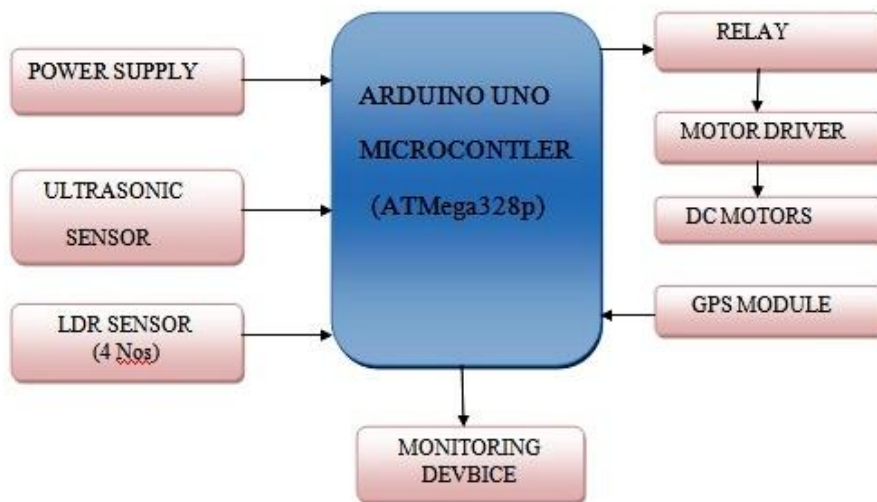 POWER SUPPLY
ULTRASONIC
SENSOR
LDR SENSOR
(4 Nos)
ARDUINO UNO
MICROCONTLER
(ATMega328p)
RELAY
MOTOR DRIVER
DC MOTORS
GPS MODULE
MONITORING
DEVBICE